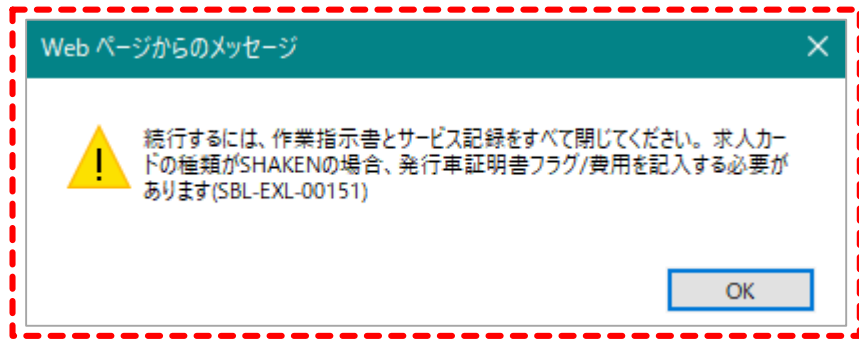 Web ページからのメッセージ
続行するには、作業指示書とサービス記録をすべて閉じてください。求人カー
ドの種類がSHAKENの場合、発行車証明書フラグ/費用を記入する必要が
あります(SBL-EXL-00151)
OK